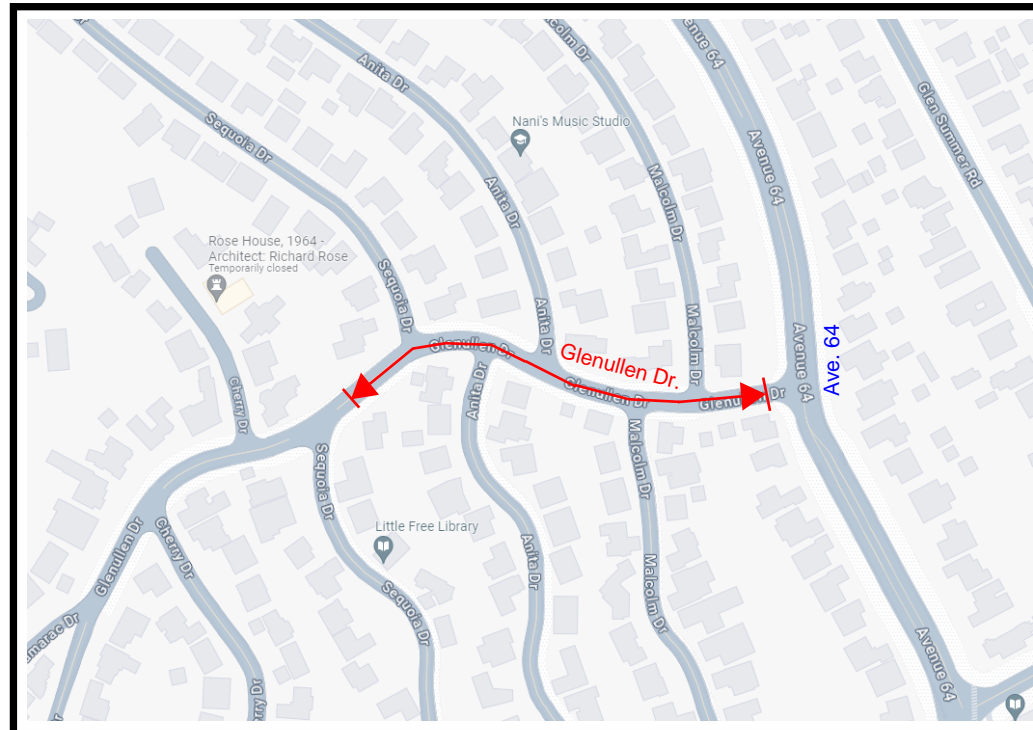 Anita Dr
Avenue 64
Glen Summer Rd
Sequoia Dr
Nani's Music Studio
Avenue 64
Malcolm Dr
Anita Dr
Rose House, 1964 -
Architect: Richard Rose
Temporarily closed
Sequoia Dr
Anita Dr
Glenullen Dr
Glenullen Dr.
Malcolm Dr
Avenue 64
Ave. 64
Cherry Dr
Anita Dr
Glenullen Dr
Glenullen Dr
Malcolm Dr
Sequoia Dr
Little Free Library
Glenullen Dr
Cherry Dr
Anita Dr
Malcolm Dr
Sequoia Dr
Avenue 64